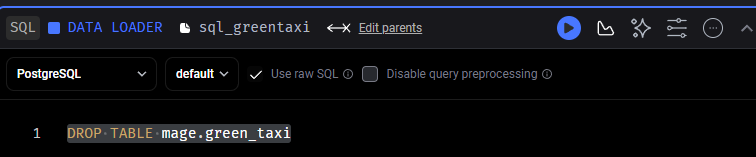 SQL DATA LOADER sql_greentaxi Edit parents
PostgreSQL default Use raw SQL Disable query preprocessing
1 DROP TABLE mage.green_taxi